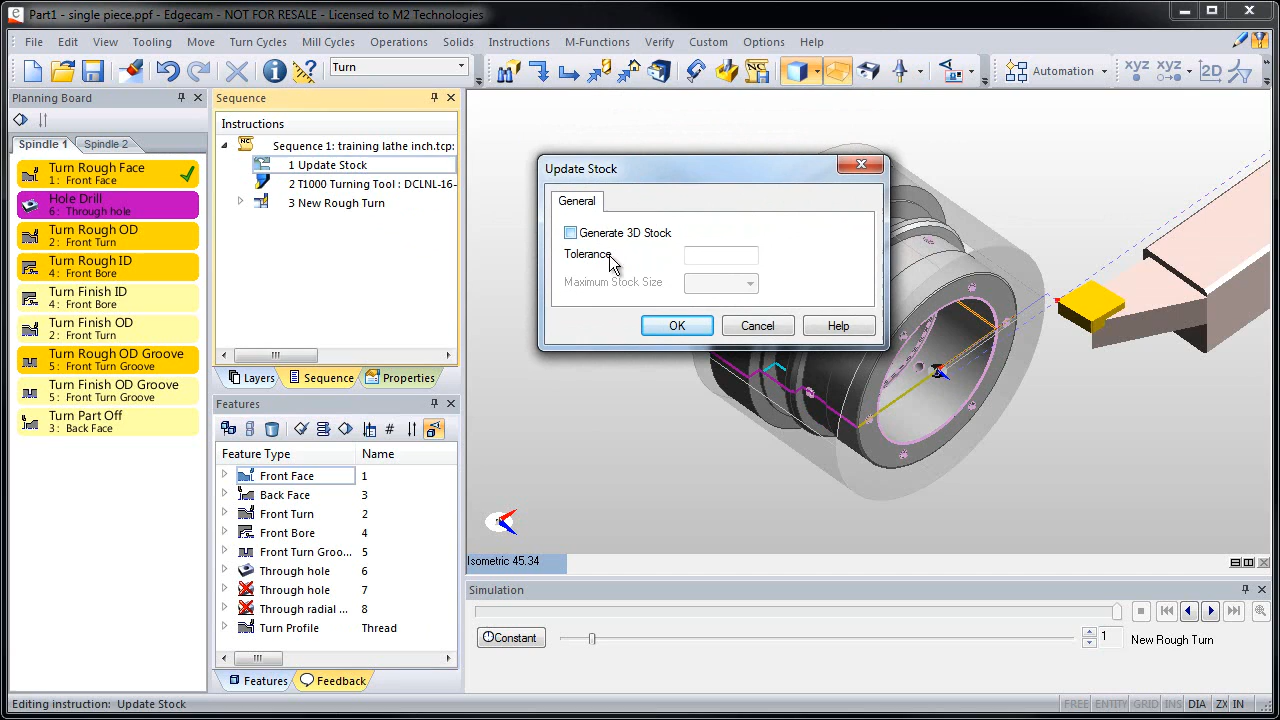 Part1 - single piece.ppf - Edgecam - NOT FOR RESALE - Licensed to M2 Technologies
File Edit View Tooling Move Turn Cycles Mill Cycles Operations Solids Instructions M-Functions Verify Custom Options Help
Turn
Automation
xyz xyz 2D
Planning Board
Spindle 1 Spindle 2
Turn Rough Face
1: Front Face
Hole Drill
6: Through hole
Turn Rough OD
2: Front Turn
Turn Rough ID
4: Front Bore
Turn Finish ID
4: Front Bore
Turn Finish OD
2: Front Turn
Turn Rough OD Groove
5: Front Turn Groove
Turn Finish OD Groove
5: Front Turn Groove
Turn Part Off
3: Back Face
Sequence
Instructions
Sequence 1: training lathe inch.tcp:
1 Update Stock
2 T1000 Turning Tool : DCLNL-16-
3 New Rough Turn
Layers Sequence Properties
Features
Feature Type Name
Front Face 1
Back Face 3
Front Turn 2
Front Bore 4
Front Turn Groo... 5
Through hole 6
Through hole 7
Through radial ... 8
Turn Profile Thread
Features Feedback
Update Stock
General
Generate 3D Stock
Tolerance
Maximum Stock Size
OK Cancel Help
Isometric 45.34
Simulation
Constant
1
New Rough Turn
Editing instruction: Update Stock
FREE ENTITY GRID INS DIA ZX IN